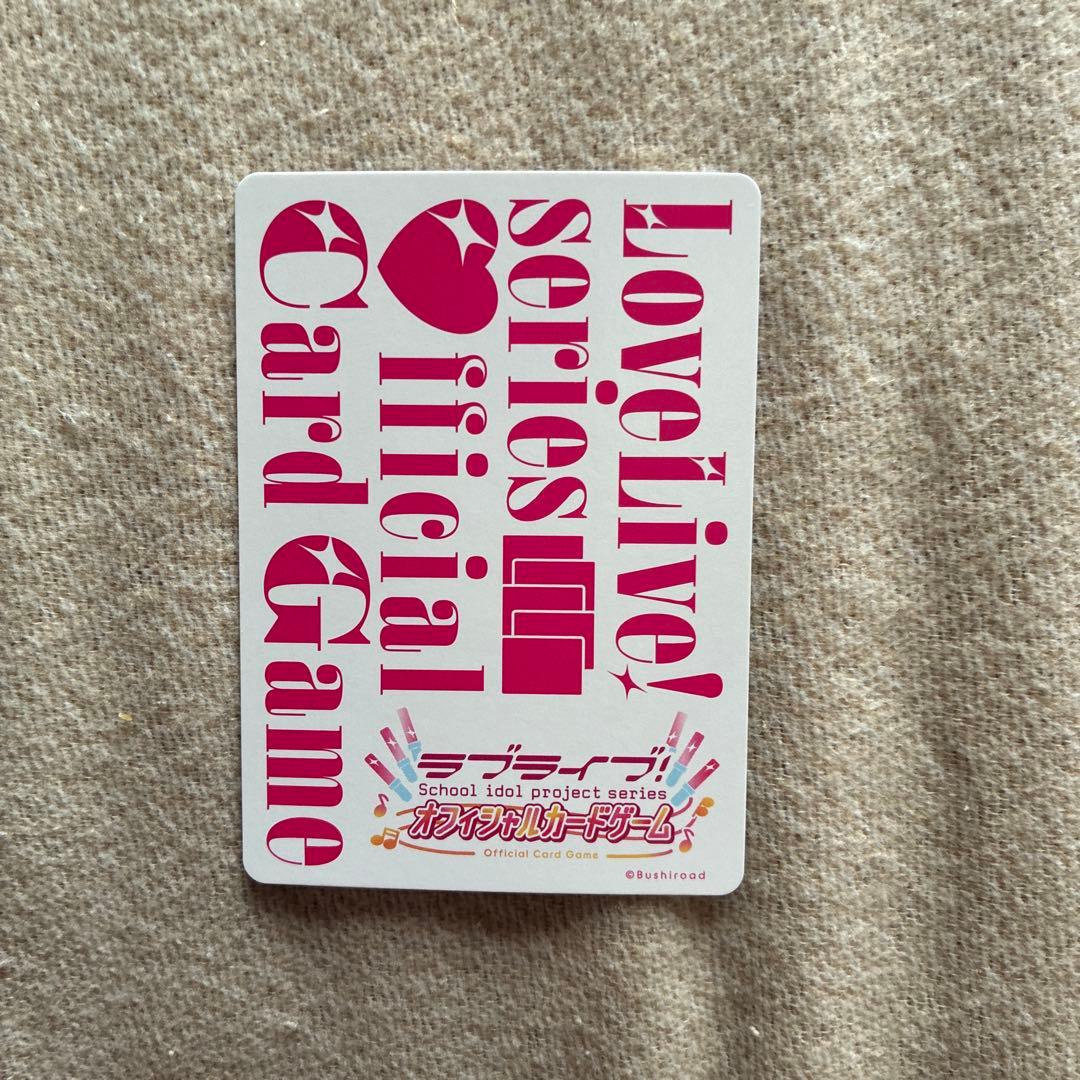 LoveLive!
series
fficial
Card Game
ラブライブ!
School idol project series
オフィシャルカードゲーム
Official Card Game
©Bushiroad